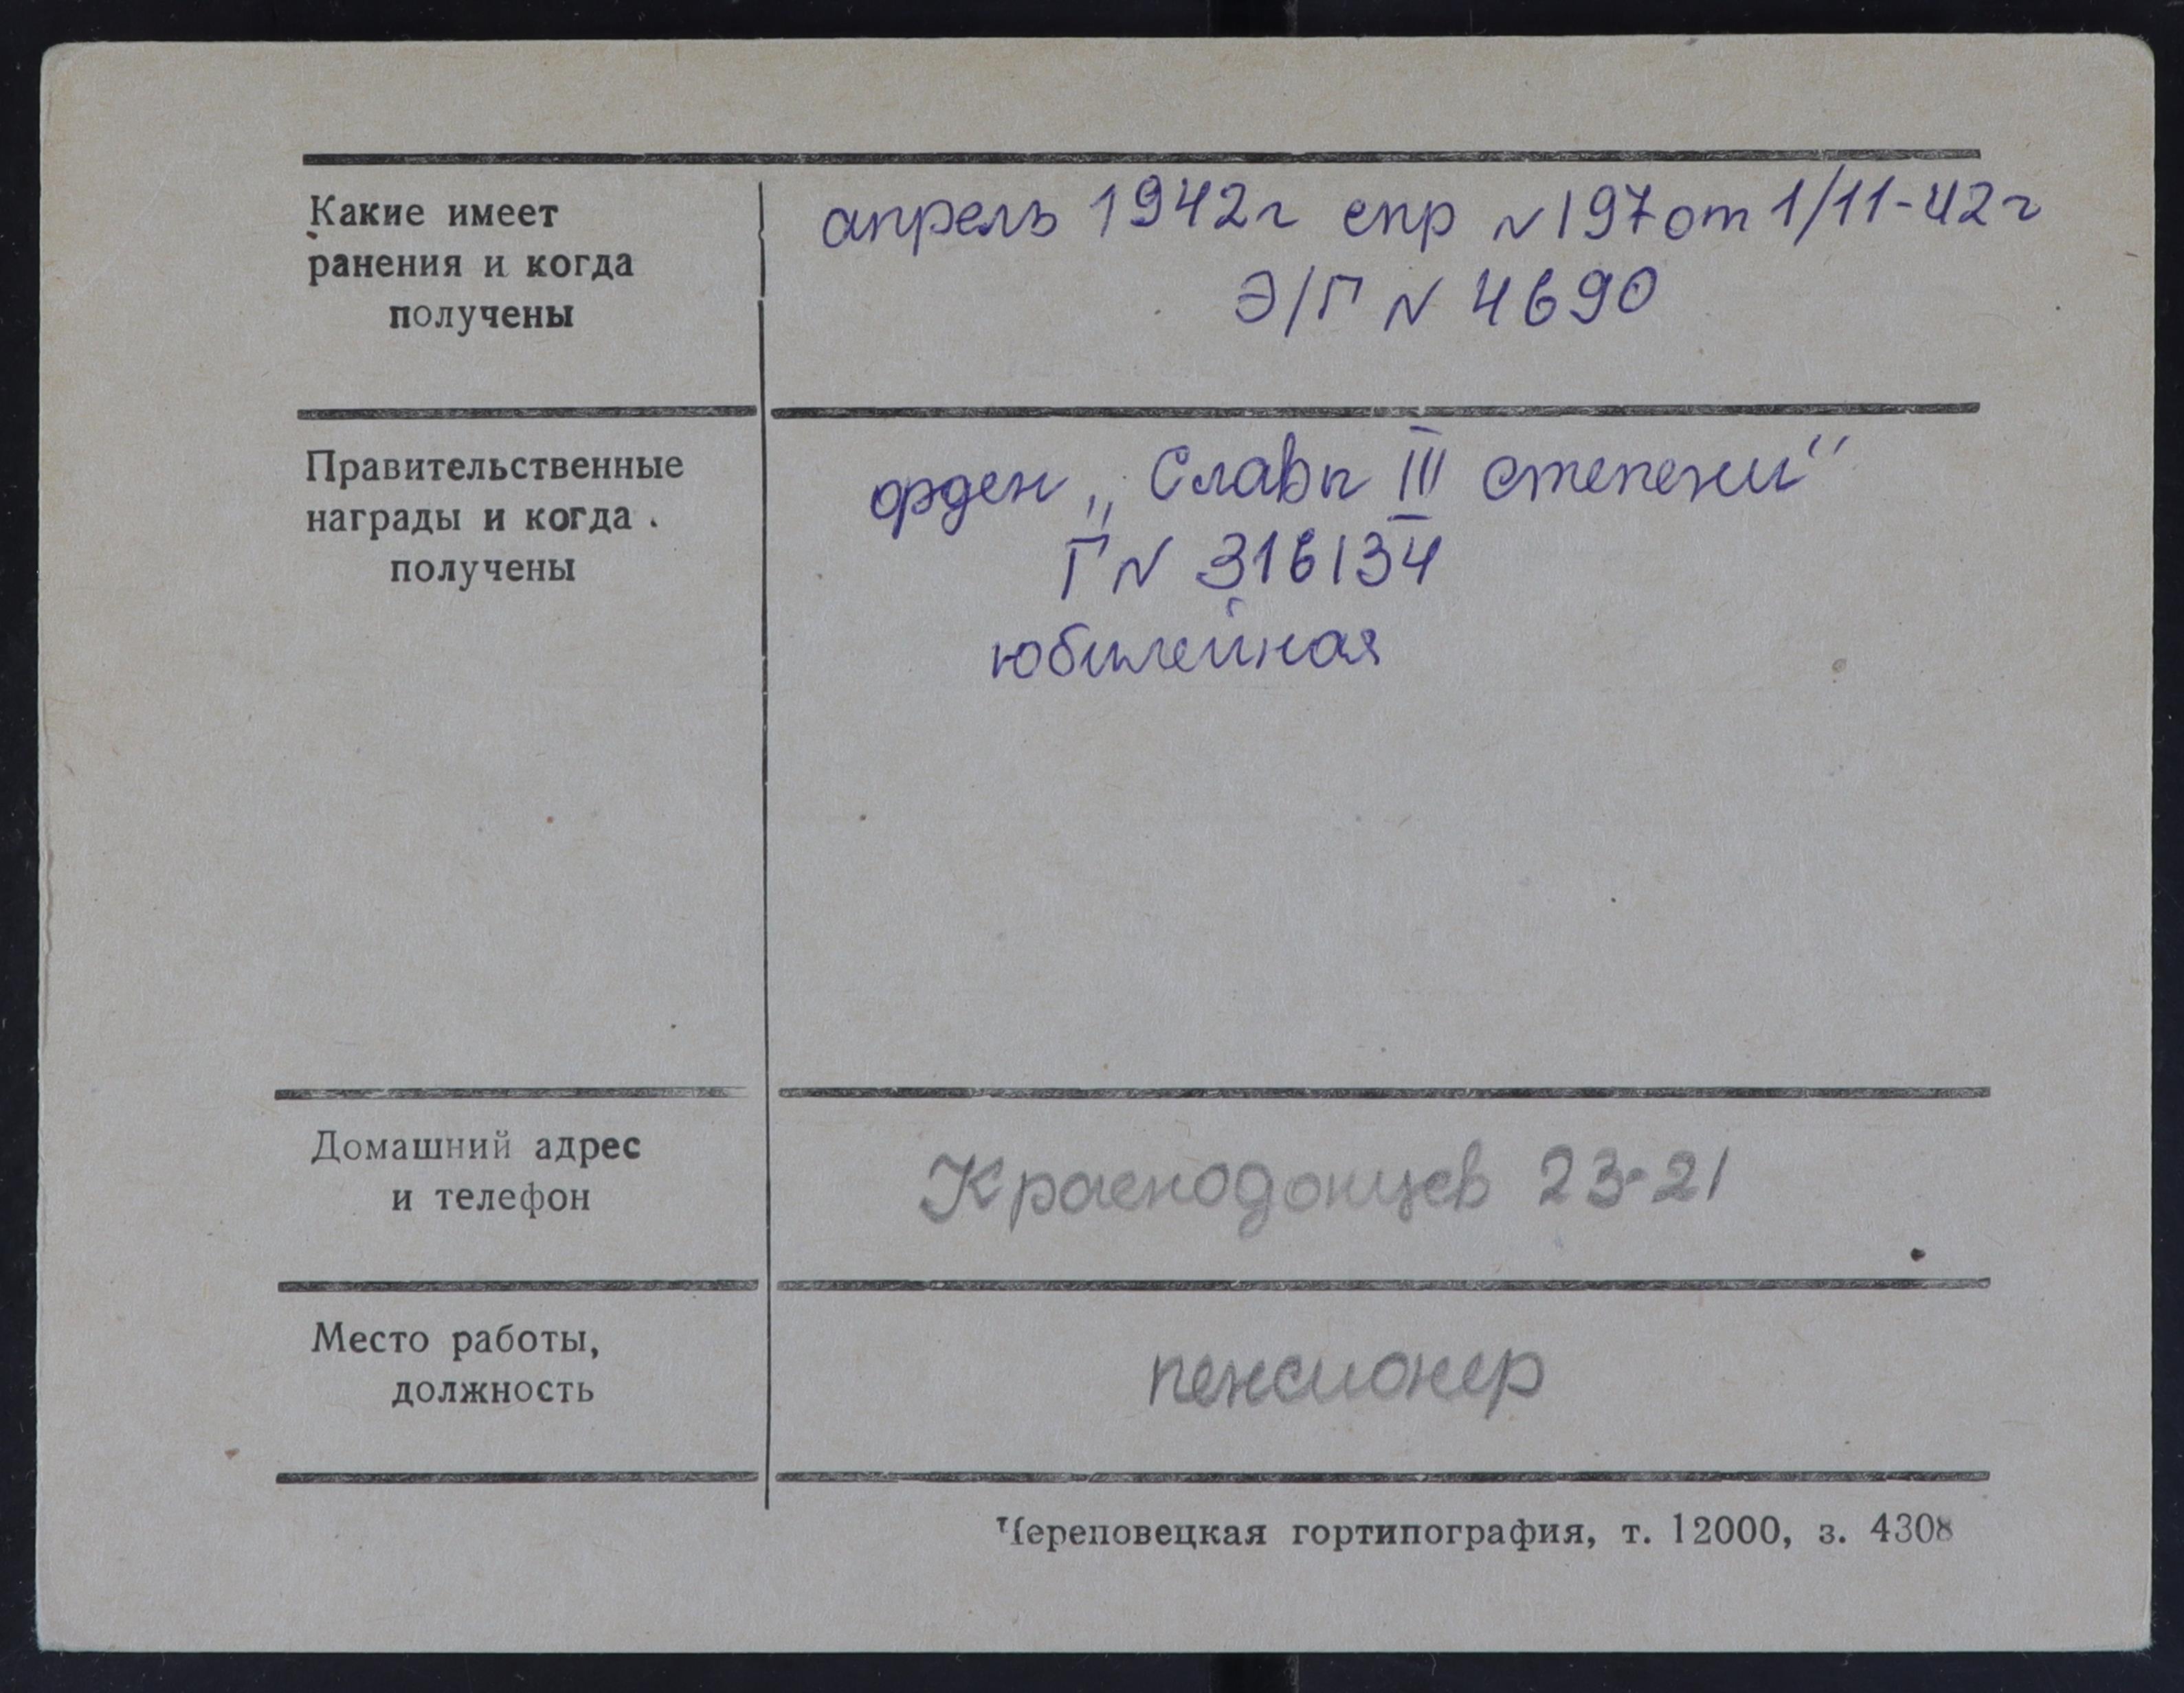 Какие имеет
ранения и когда
получены
апрель 1942г спр №197 от 1/11-42г
Э/Г № 4690
Правительственные
награды и когда
получены
орден „Славы III степени"
Г№ 316134
юбилейная
Домашний адрес
и телефон
Краснодонцев 23-21
Место работы,
должность
пенсионер
Череповецкая гортипография, т. 12000, з. 4308